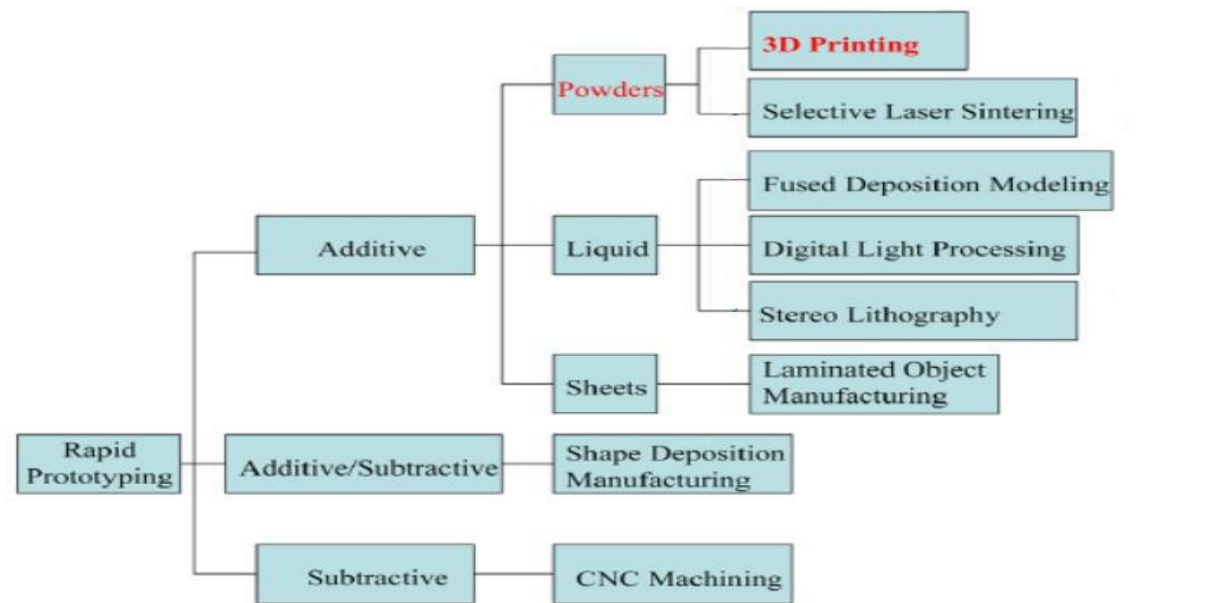 3D Printing
Powders
Selective Laser Sintering
Fused Deposition Modeling
Additive
Liquid
Digital Light Processing
Stereo Lithography
Sheets
Laminated Object
Manufacturing
Rapid
Prototyping
Additive/Subtractive
Shape Deposition
Manufacturing
Subtractive
CNC Machining